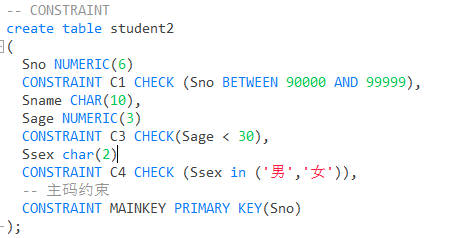 -- CONSTRAINT
create table student2
(
Sno NUMERIC(6)
CONSTRAINT C1 CHECK (Sno BETWEEN 90000 AND 99999),
Sname CHAR(10),
Sage NUMERIC(3)
CONSTRAINT C3 CHECK(Sage < 30),
Ssex char(2)
CONSTRAINT C4 CHECK (Ssex in ('男','女')),
-- 主码约束
CONSTRAINT MAINKEY PRIMARY KEY(Sno)
);